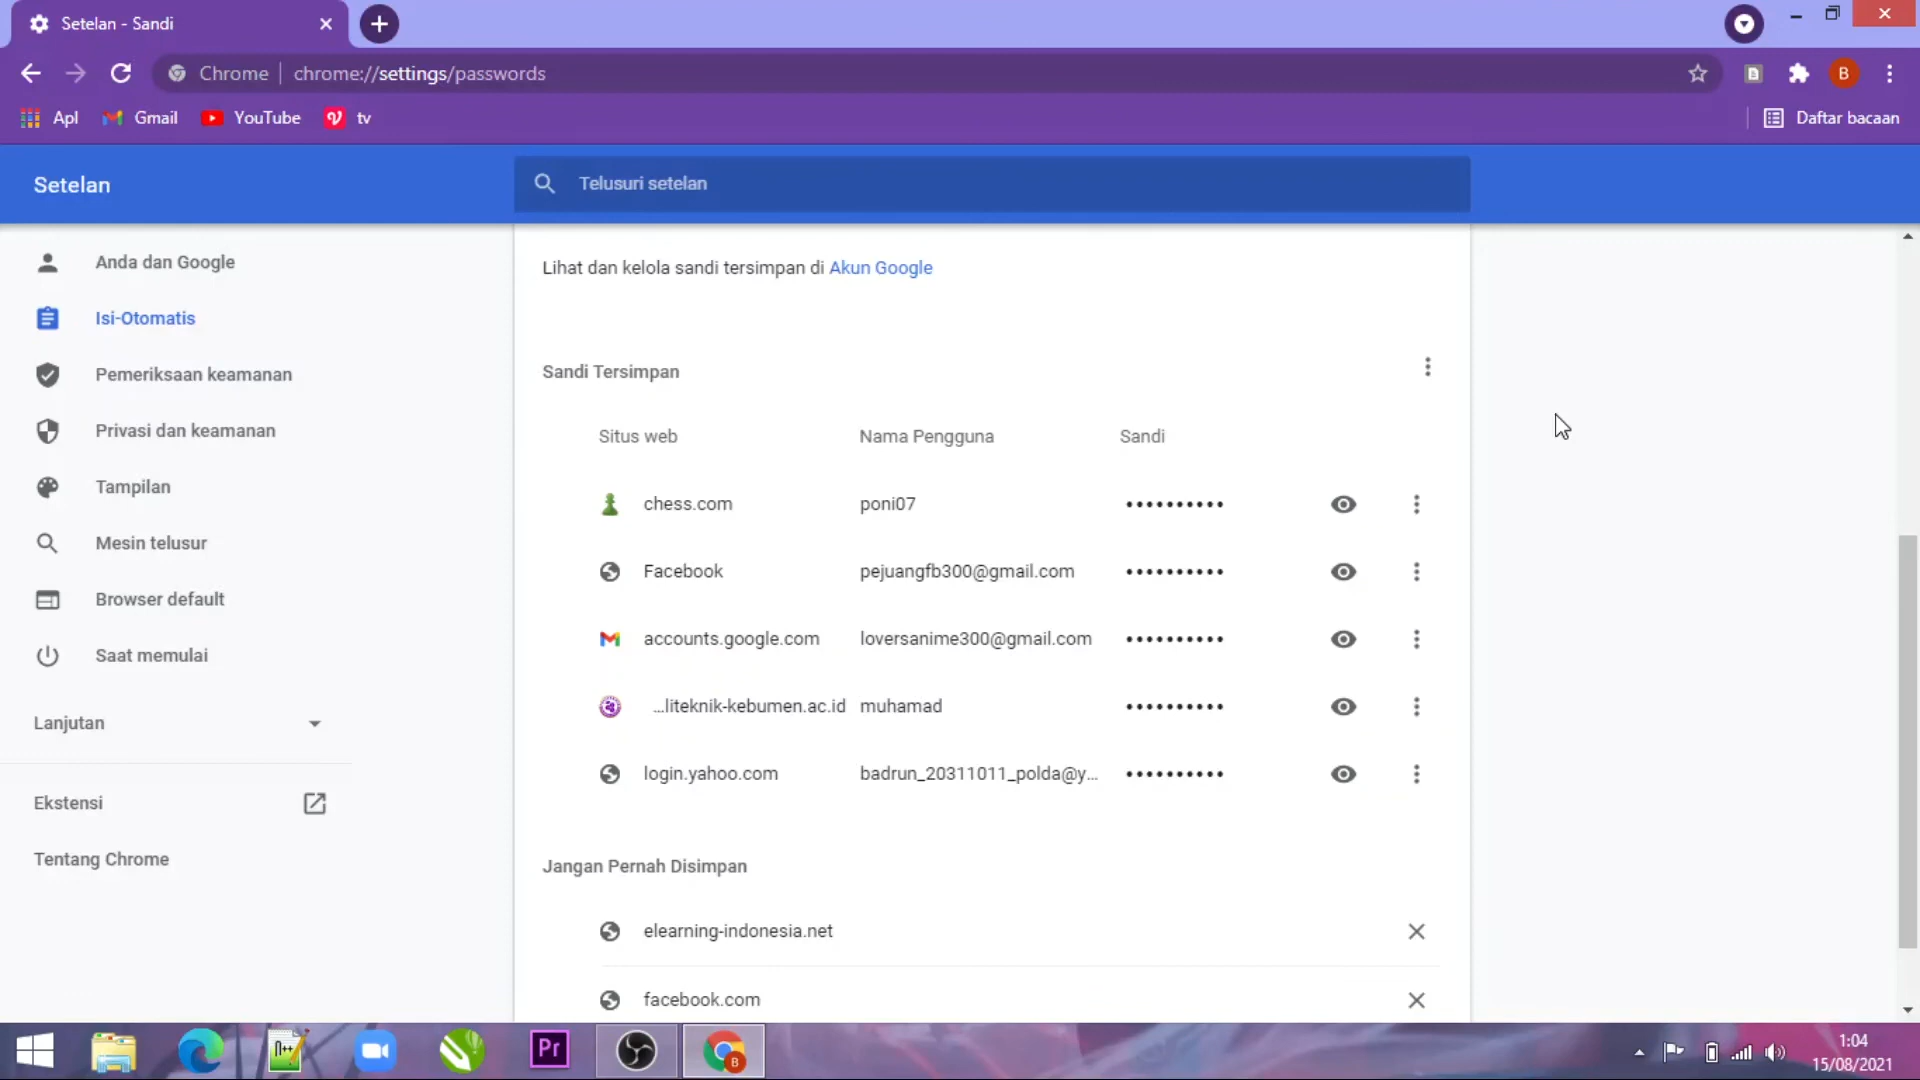 Setelan - Sandi
Chrome
chrome://settings/passwords
B
Apl
Gmail
YouTube
tv
Daftar bacaan
Setelan
Telusuri setelan
Anda dan Google
Isi-Otomatis
Pemeriksaan keamanan
Privasi dan keamanan
Tampilan
Mesin telusur
Browser default
Saat memulai
Lanjutan
Ekstensi
Tentang Chrome
Lihat dan kelola sandi tersimpan di Akun Google
Sandi Tersimpan
Situs web Nama Pengguna Sandi
chess.com poni07 ••••••••••
Facebook pejuangfb300@gmail.com ••••••••••
accounts.google.com loversanime300@gmail.com ••••••••••
...liteknik-kebumen.ac.id muhamad ••••••••••
login.yahoo.com badrun_20311011_polda@y... ••••••••••
Jangan Pernah Disimpan
elearning-indonesia.net
facebook.com
n++
Pr
B
1:04
15/08/2021